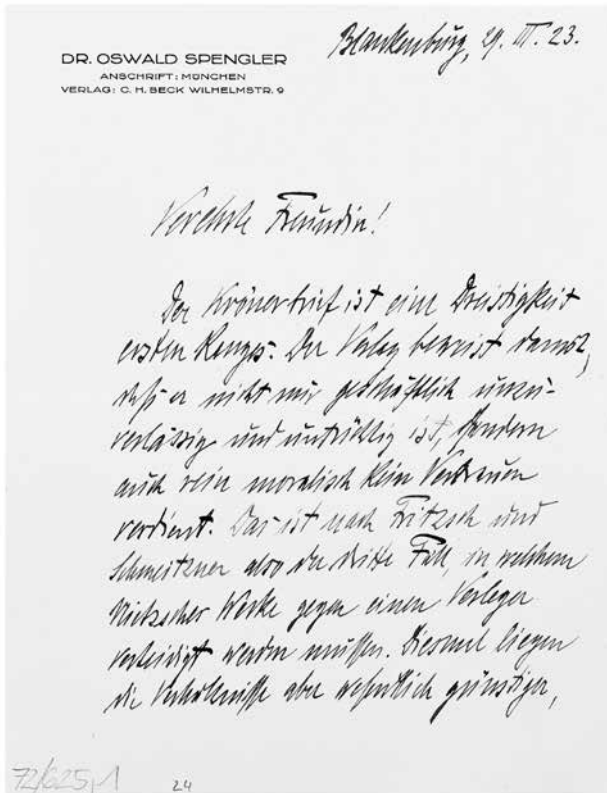 Blankenburg, 29. III. 23.
DR. OSWALD SPENGLER
ANSCHRIFT: MÜNCHEN
VERLAG: C. H. BECK WILHELMSTR. 9
Verehrte Freundin!
Der Krönerbrief ist eine Dreistigkeit
ersten Ranges. Der Verlag beweist damit,
daß er nicht nur geschäftlich unzu-
verlässig und untüchtig ist, sondern
auch rein moralisch kein Vertrauen
verdient. Das ist nach Fritzsch und
Schmeitzner also der dritte Fall, in welchem
Nietzsches Werke gegen einen Verleger
verteidigt werden müssen. Diesmal liegen
die Verhältnisse aber wesentlich günstiger,
72/625,1
24